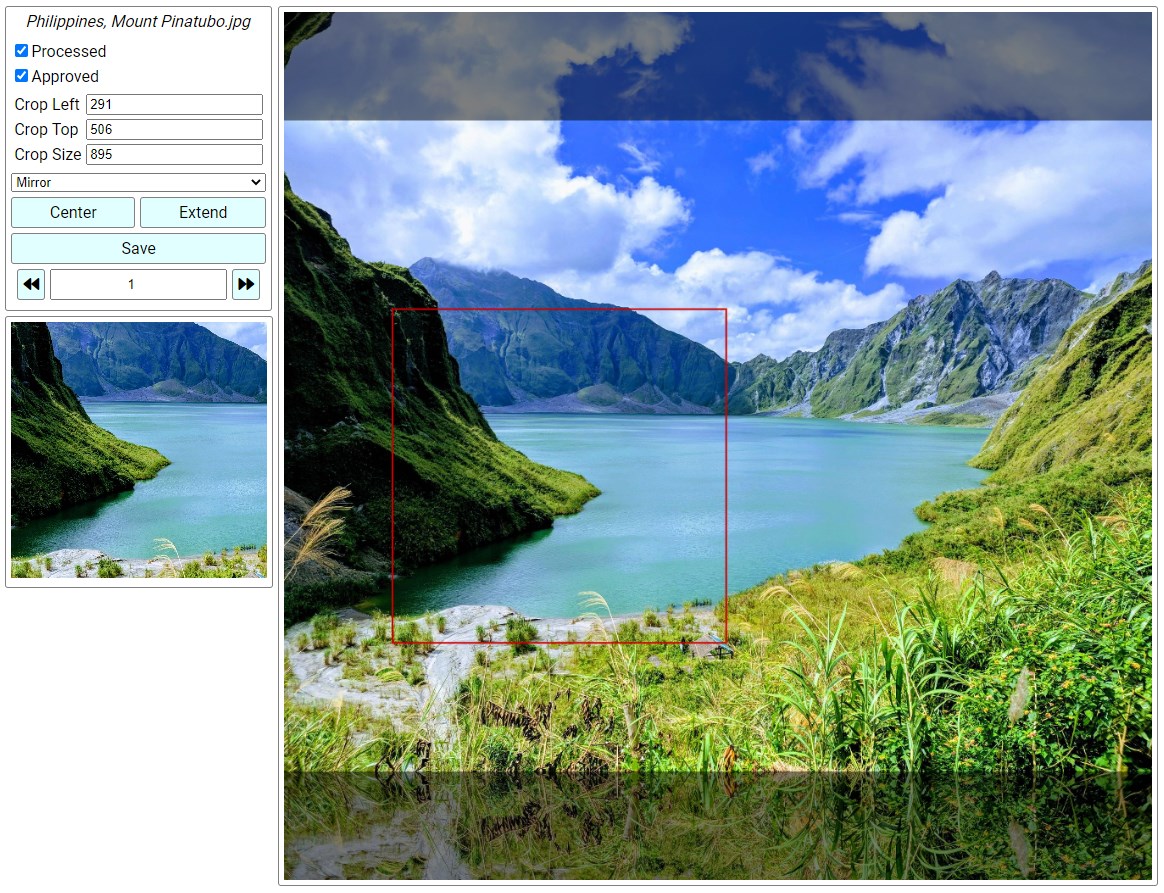 Philippines, Mount Pinatubo.jpg
Processed
Approved
Crop Left 291
Crop Top 506
Crop Size 895
Mirror
Center Extend
Save
1